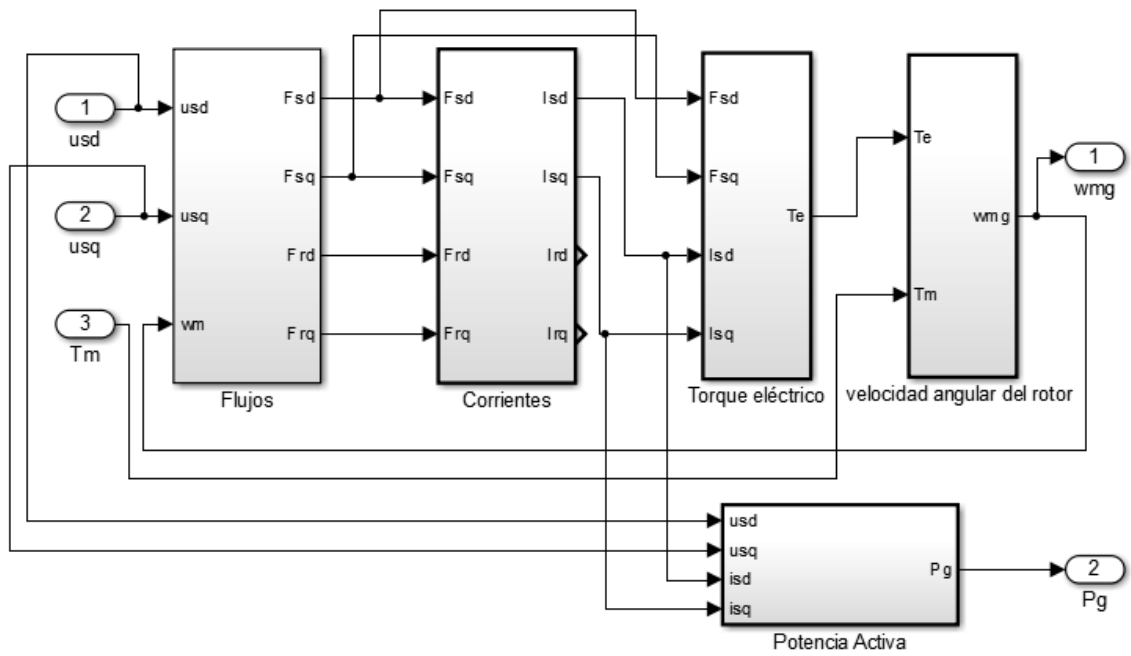 1
usd
2
usq
3
Tm
usd
usq
wm
Fsd
Fsq
Frd
Frq
Flujos
Fsd
Fsq
Frd
Frq
Isd
Isq
Ird
Irq
Corrientes
Fsd
Fsq
Isd
Isq
Te
Torque eléctrico
Te
Tm
wmg
velocidad angular del rotor
1
wmg
usd
usq
isd
isq
Pg
Potencia Activa
2
Pg